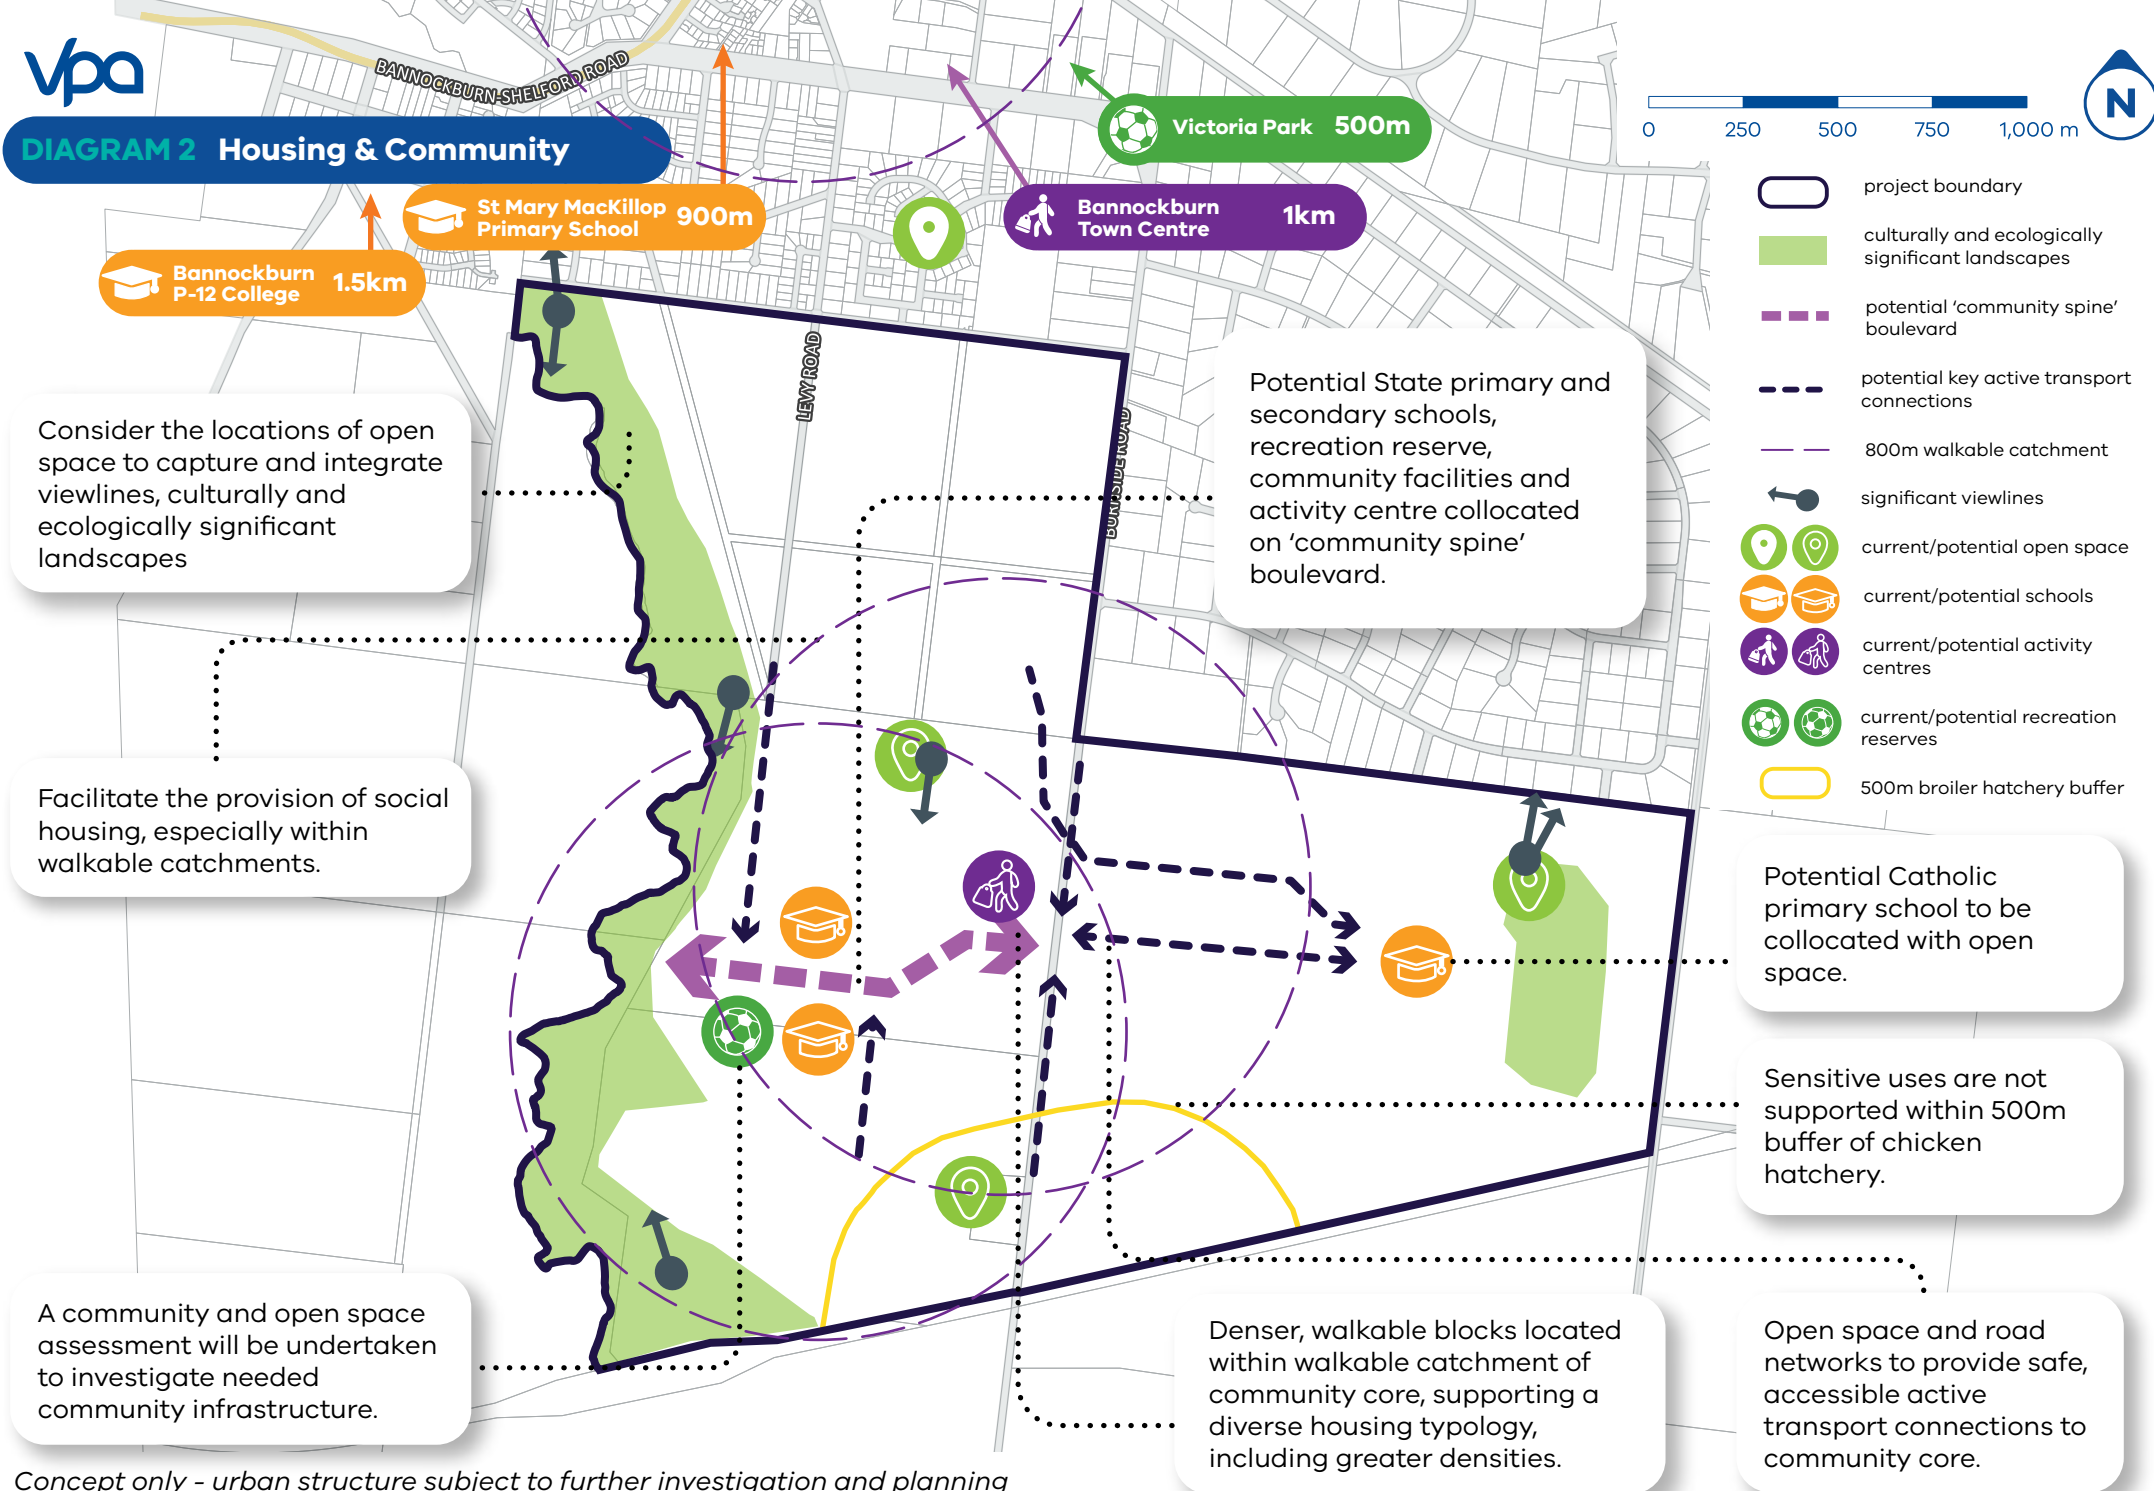 vpa
DIAGRAM 2 Housing & Community
BANNOCKBURN-SHELFORD ROAD
Victoria Park 500m
St Mary MacKillop
Primary School
900m
Bannockburn
Town Centre
1km
Bannockburn
P-12 College
1.5km
0 250 500 750 1,000 m
N
project boundary
culturally and ecologically
significant landscapes
potential ‘community spine’
boulevard
potential key active transport
connections
800m walkable catchment
significant viewlines
current/potential open space
current/potential schools
current/potential activity
centres
current/potential recreation
reserves
500m broiler hatchery buffer
LEVY ROAD
BURNSIDE ROAD
Consider the locations of open
space to capture and integrate
viewlines, culturally and
ecologically significant
landscapes
Potential State primary and
secondary schools,
recreation reserve,
community facilities and
activity centre collocated
on ‘community spine’
boulevard.
Facilitate the provision of social
housing, especially within
walkable catchments.
Potential Catholic
primary school to be
collocated with open
space.
Sensitive uses are not
supported within 500m
buffer of chicken
hatchery.
A community and open space
assessment will be undertaken
to investigate needed
community infrastructure.
Denser, walkable blocks located
within walkable catchment of
community core, supporting a
diverse housing typology,
including greater densities.
Open space and road
networks to provide safe,
accessible active
transport connections to
community core.
Concept only - urban structure subject to further investigation and planning